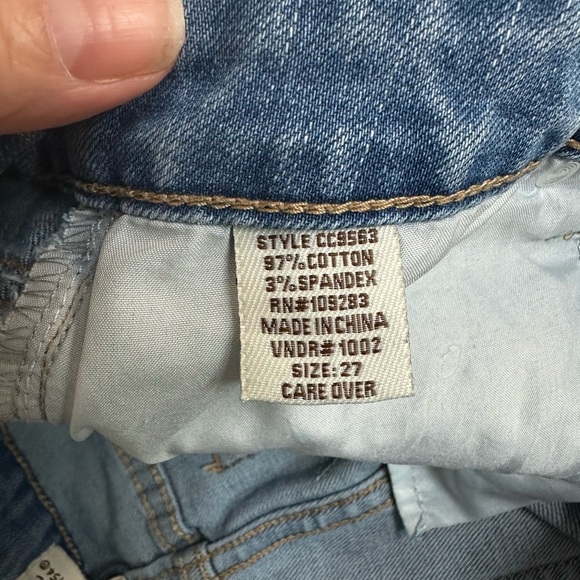 STYLE CC9563
97%COTTON
3%SPANDEX
RN#109283
MADE IN CHINA
VNDR#1002
SIZE:27
CARE OVER